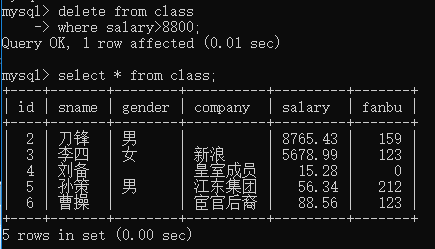 mysql> delete from class
    -> where salary>8800;
Query OK, 1 row affected (0.01 sec)
mysql> select * from class;
+----+-------+--------+----------+---------+-------+
| id | sname | gender | company | salary | fanbu |
+----+-------+--------+----------+---------+-------+
| 2 | 刀锋 | 男 | | 8765.43 | 159 |
| 3 | 李四 | 女 | 新浪 | 5678.99 | 123 |
| 4 | 刘备 | | 皇室成员 | 15.28 | 0 |
| 5 | 孙策 | 男 | 江东集团 | 56.34 | 212 |
| 6 | 曹操 | | 宦官后裔 | 88.56 | 123 |
+----+-------+--------+----------+---------+-------+
5 rows in set (0.00 sec)